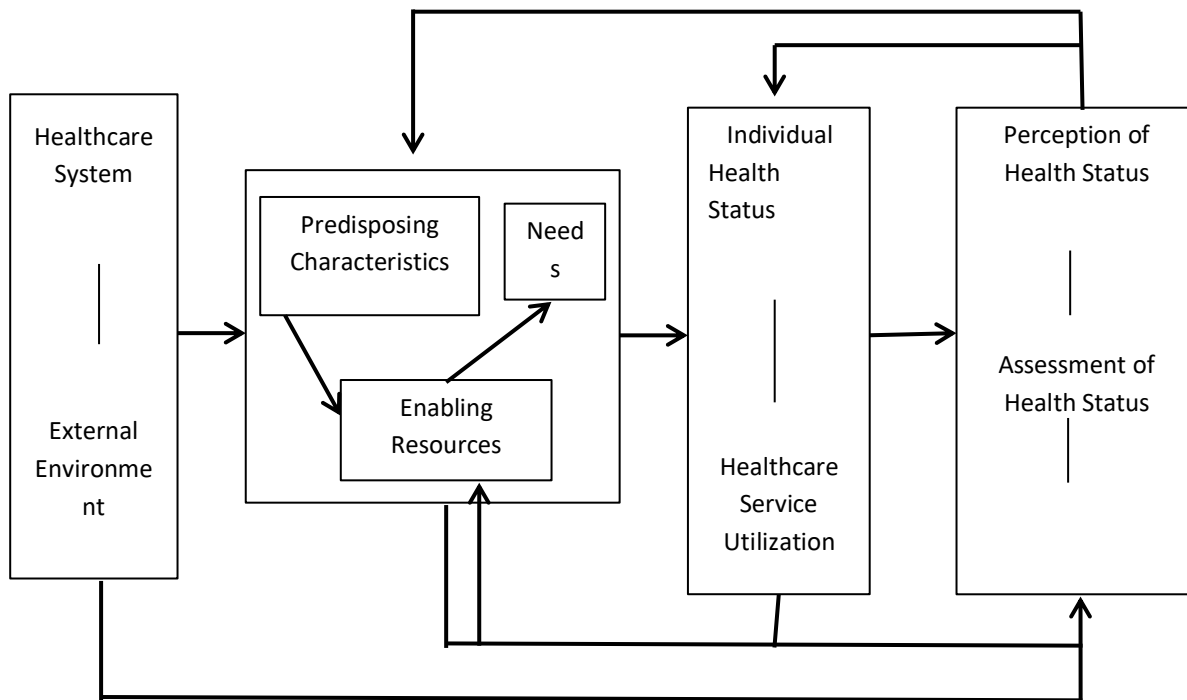 Healthcare
System
External
Environme
nt
Predisposing
Characteristics
Need
s
Enabling
Resources
Individual
Health
Status
Healthcare
Service
Utilization
Perception of
Health Status
Assessment of
Health Status